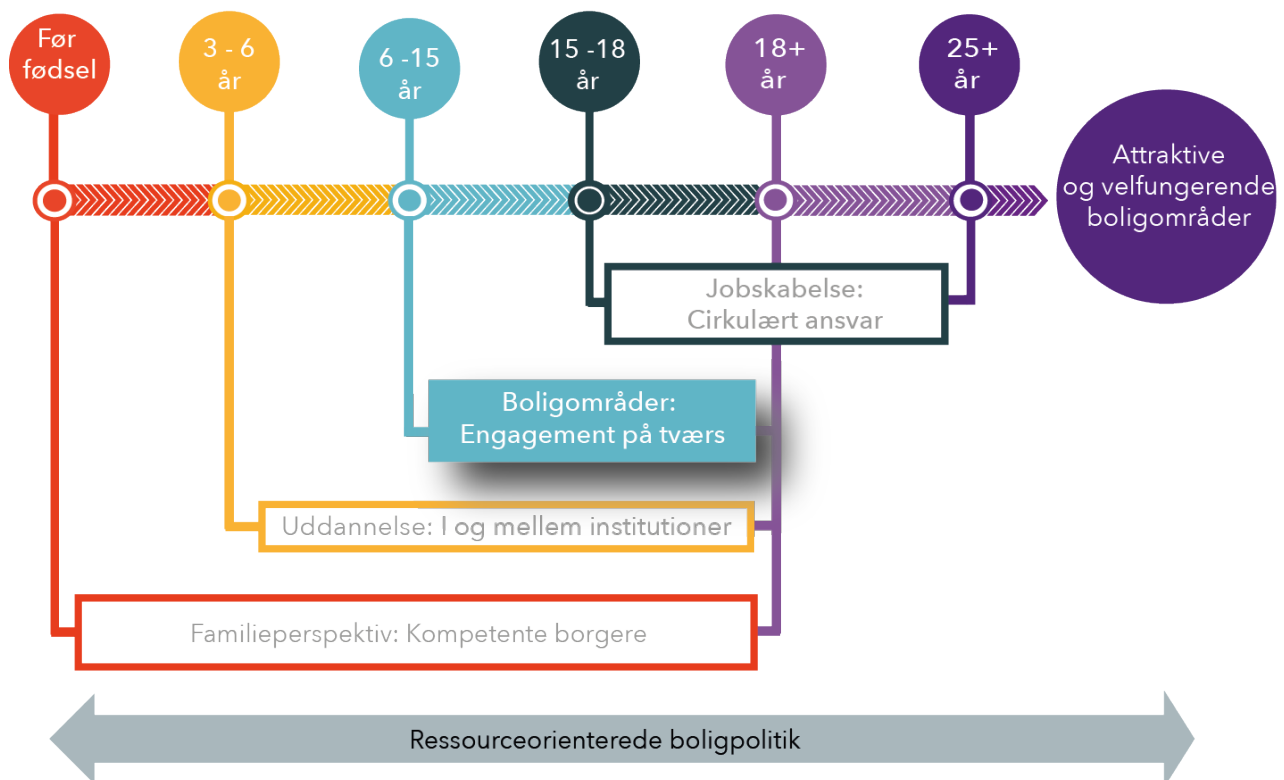 Før
fødsel
3 - 6
år
6 -15
år
15 -18
år
18+
år
25+
år
Attraktive
og velfungerende
boligområder
Jobskabelse:
Cirkulært ansvar
Boligområder:
Engagement på tværs
Uddannelse: I og mellem institutioner
Familieperspektiv: Kompetente borgere
Ressourceorienterede boligpolitik